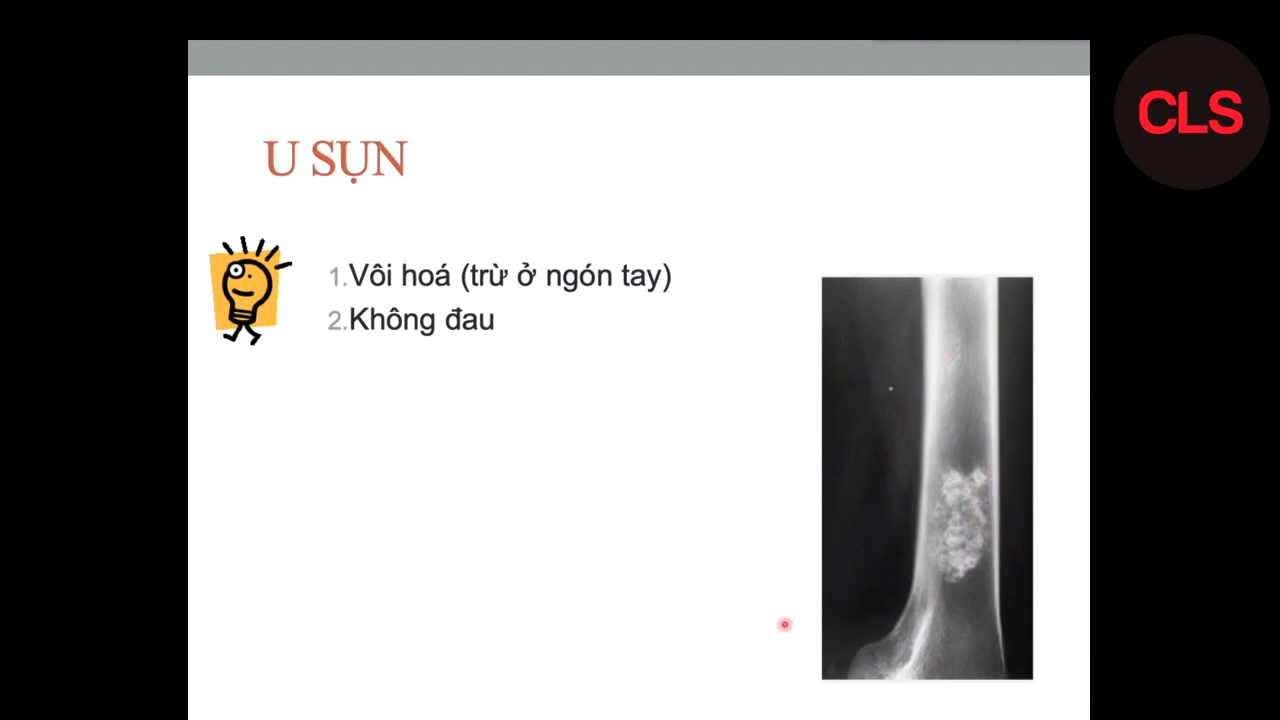 CLS
U SỤN
1.Vôi hoá (trừ ở ngón tay)
2.Không đau